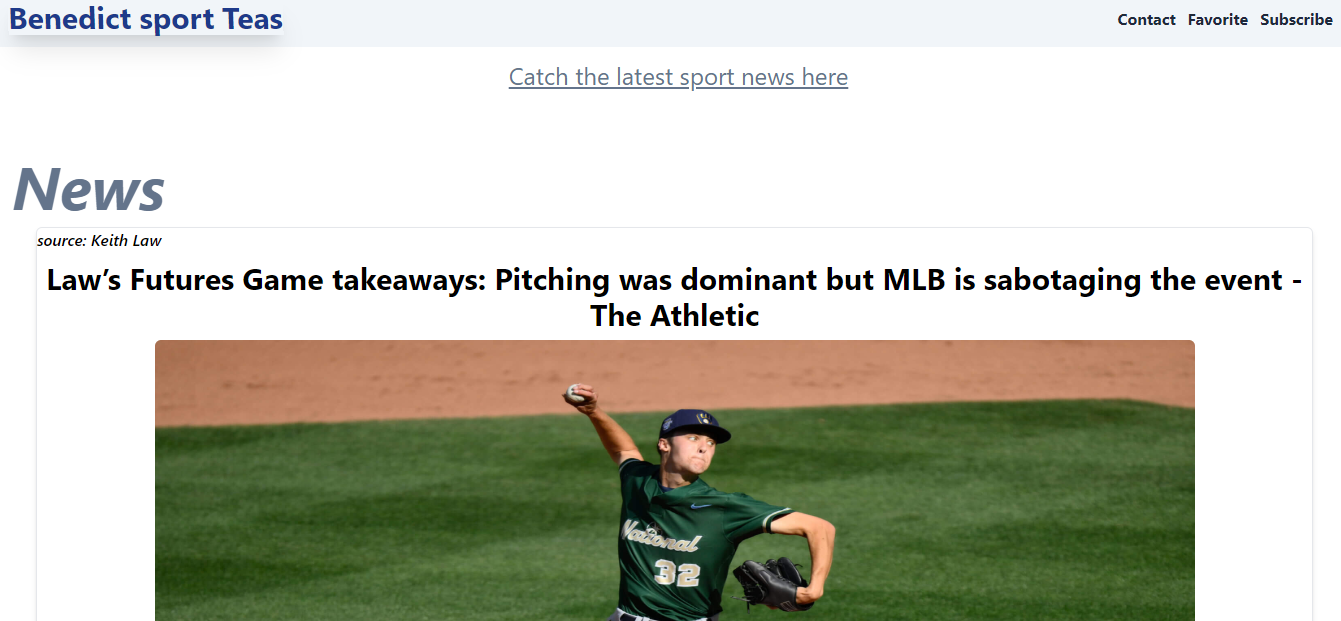 Benedict sport Teas
Contact Favorite Subscribe
Catch the latest sport news here
News
source: Keith Law
Law’s Futures Game takeaways: Pitching was dominant but MLB is sabotaging the event -
The Athletic
National
32